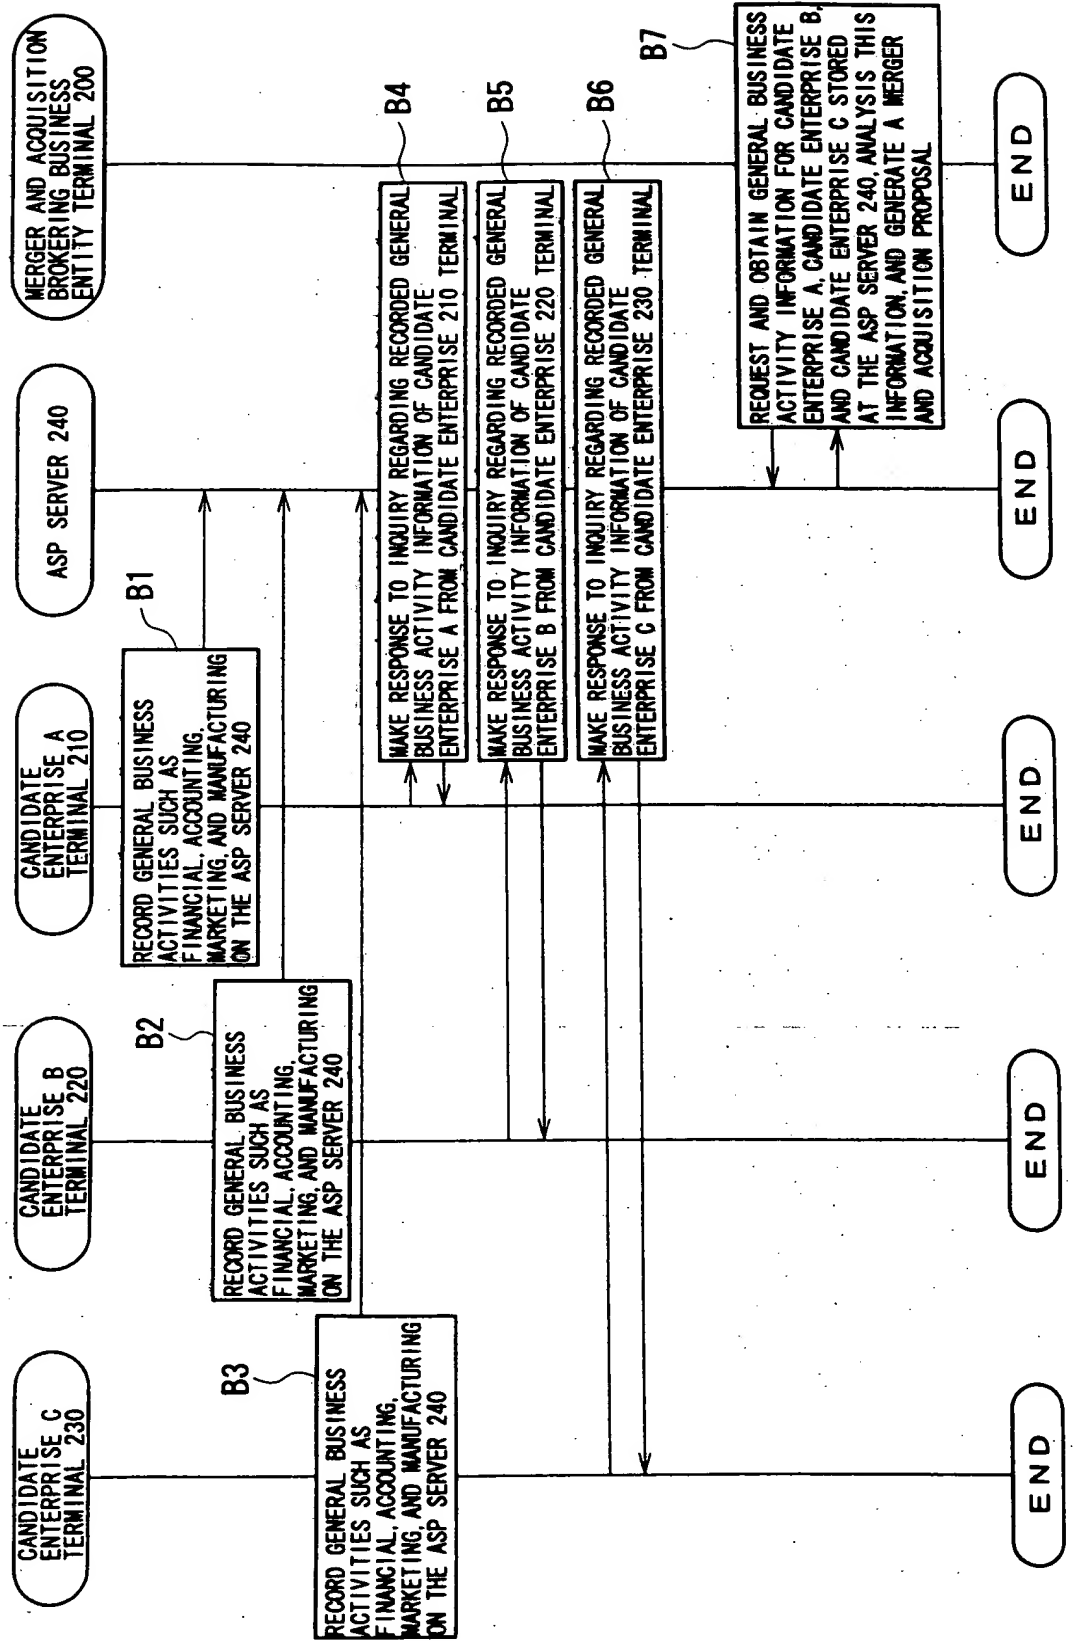 CANDIDATE
ENTERPRISE C
TERMINAL 230
CANDIDATE
ENTERPRISE B
TERMINAL 220
CANDIDATE
ENTERPRISE A
TERMINAL 210
ASP SERVER 240
MERGER AND ACQUISITION
BROKERING BUSINESS
ENTITY TERMINAL 200
B1
RECORD GENERAL BUSINESS
ACTIVITIES SUCH AS
FINANCIAL, ACCOUNTING,
MARKETING, AND MANUFACTURING
ON THE ASP SERVER 240
B2
RECORD GENERAL BUSINESS
ACTIVITIES SUCH AS
FINANCIAL, ACCOUNTING,
MARKETING, AND MANUFACTURING
ON THE ASP SERVER 240
B3
RECORD GENERAL BUSINESS
ACTIVITIES SUCH AS
FINANCIAL, ACCOUNTING,
MARKETING, AND MANUFACTURING
ON THE ASP SERVER 240
B4
MAKE RESPONSE TO INQUIRY REGARDING RECORDED GENERAL
BUSINESS ACTIVITY INFORMATION OF CANDIDATE
ENTERPRISE A FROM CANDIDATE ENTERPRISE 210 TERMINAL
B5
MAKE RESPONSE TO INQUIRY REGARDING RECORDED GENERAL
BUSINESS ACTIVITY INFORMATION OF CANDIDATE
ENTERPRISE B FROM CANDIDATE ENTERPRISE 220 TERMINAL
B6
MAKE RESPONSE TO INQUIRY REGARDING RECORDED GENERAL
BUSINESS ACTIVITY INFORMATION OF CANDIDATE
ENTERPRISE C FROM CANDIDATE ENTERPRISE 230 TERMINAL
B7
REQUEST AND OBTAIN GENERAL BUSINESS
ACTIVITY INFORMATION FOR CANDIDATE
ENTERPRISE A, CANDIDATE ENTERPRISE B,
AND CANDIDATE ENTERPRISE C STORED
AT THE ASP SERVER 240, ANALYSIS THIS
INFORMATION, AND GENERATE A MERGER
AND ACQUISITION PROPOSAL
END
END
END
END
END